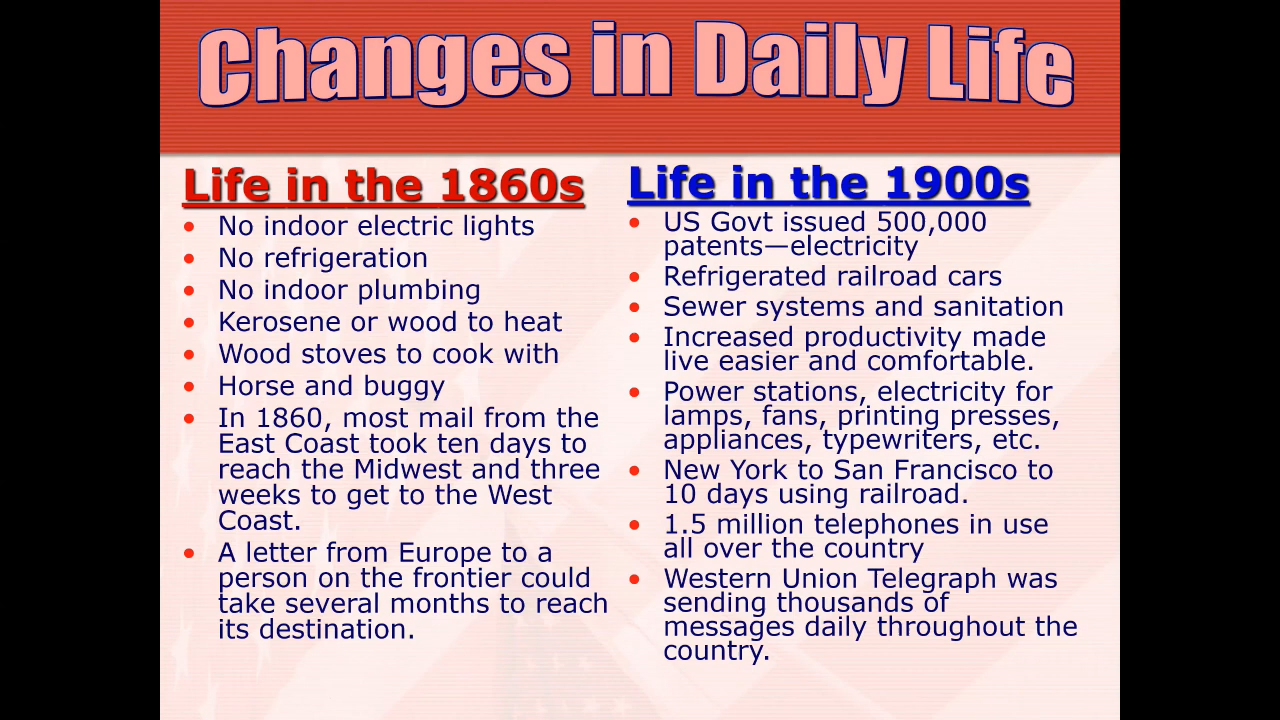 Changes in Daily Life
Life in the 1860s
• No indoor electric lights
• No refrigeration
• No indoor plumbing
• Kerosene or wood to heat
• Wood stoves to cook with
• Horse and buggy
• In 1860, most mail from the
East Coast took ten days to
reach the Midwest and three
weeks to get to the West
Coast.
• A letter from Europe to a
person on the frontier could
take several months to reach
its destination.
Life in the 1900s
• US Govt issued 500,000
patents—electricity
• Refrigerated railroad cars
• Sewer systems and sanitation
• Increased productivity made
live easier and comfortable.
• Power stations, electricity for
lamps, fans, printing presses,
appliances, typewriters, etc.
• New York to San Francisco to
10 days using railroad.
• 1.5 million telephones in use
all over the country
• Western Union Telegraph was
sending thousands of
messages daily throughout the
country.